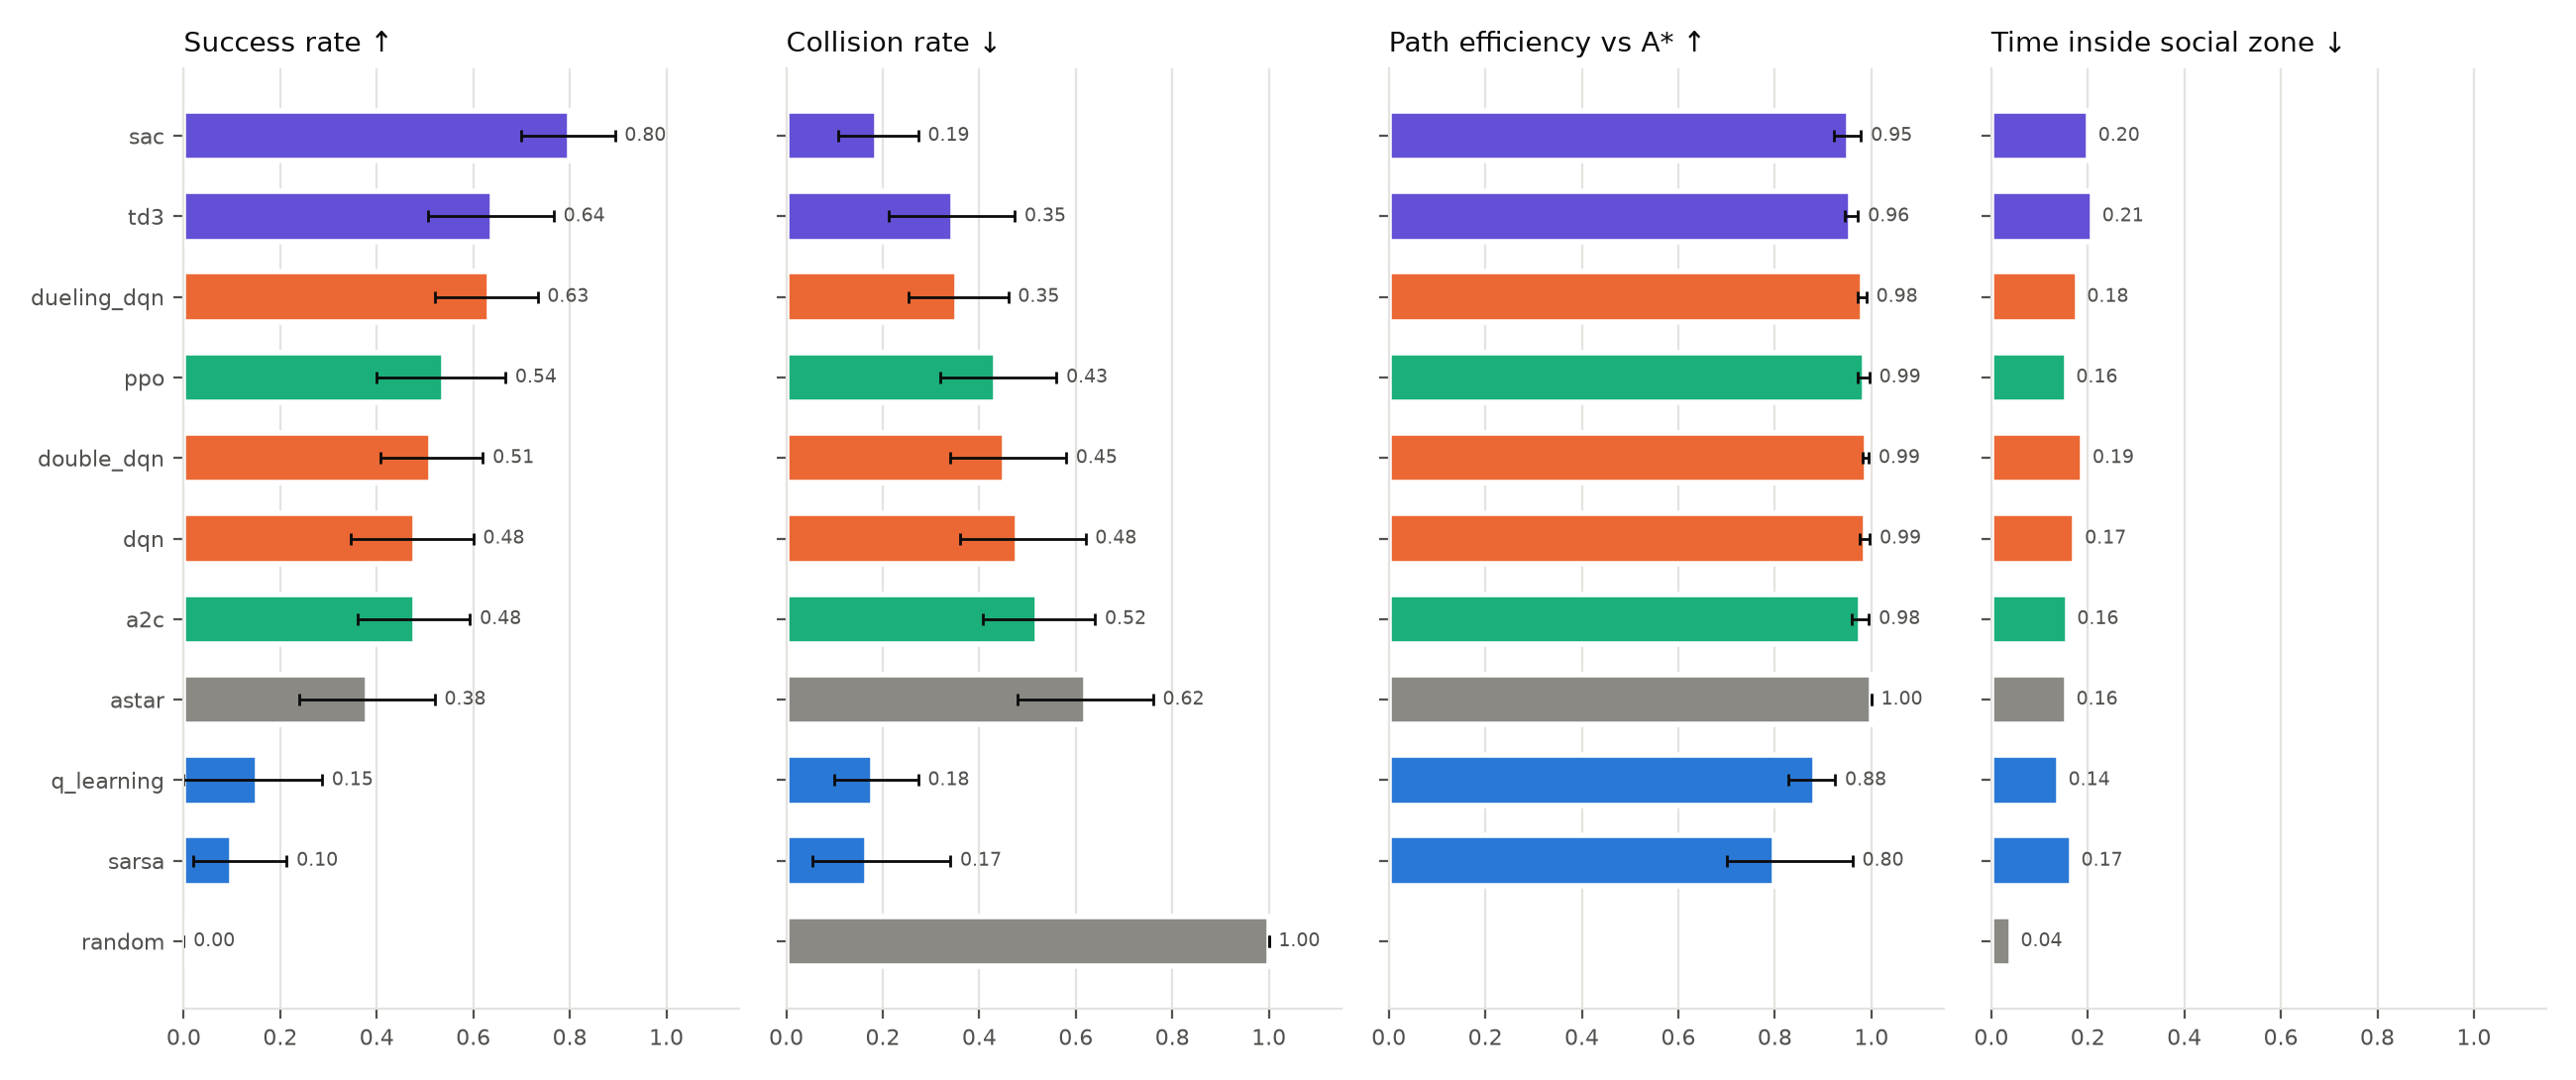 Success rate ↑
Collision rate ↓
Path efficiency vs A* ↑
Time inside social zone ↓
sac 0.80 0.19 0.95 0.20
td3 0.64 0.35 0.96 0.21
dueling_dqn 0.63 0.35 0.98 0.18
ppo 0.54 0.43 0.99 0.16
double_dqn 0.51 0.45 0.99 0.19
dqn 0.48 0.48 0.99 0.17
a2c 0.48 0.52 0.98 0.16
astar 0.38 0.62 1.00 0.16
q_learning 0.15 0.18 0.88 0.14
sarsa 0.10 0.17 0.80 0.17
random 0.00 1.00 0.04
0.0 0.2 0.4 0.6 0.8 1.0
0.0 0.2 0.4 0.6 0.8 1.0
0.0 0.2 0.4 0.6 0.8 1.0
0.0 0.2 0.4 0.6 0.8 1.0